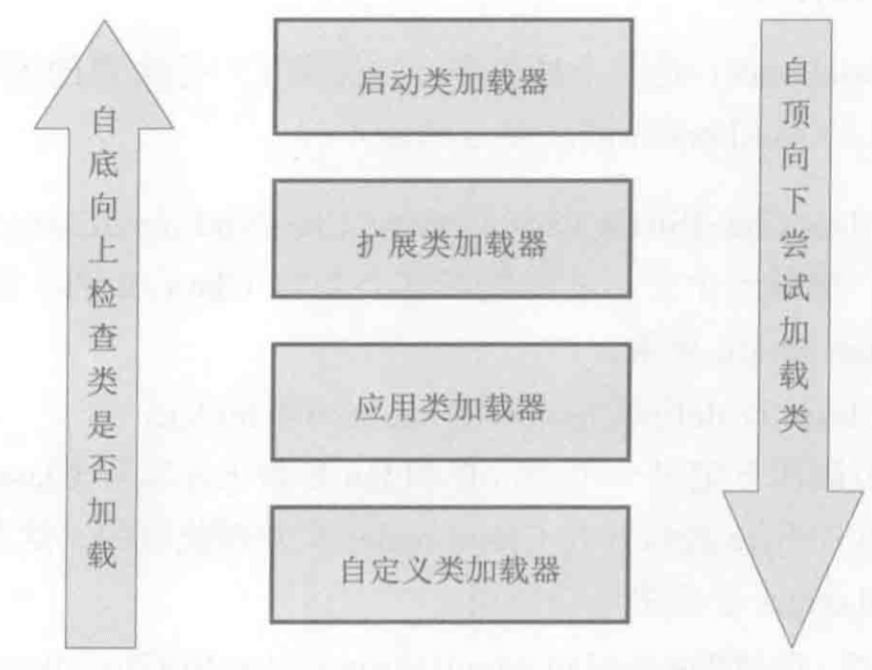 自底向上检查类是否加载
启动类加载器
扩展类加载器
应用类加载器
自定义类加载器
自顶向下尝试加载类